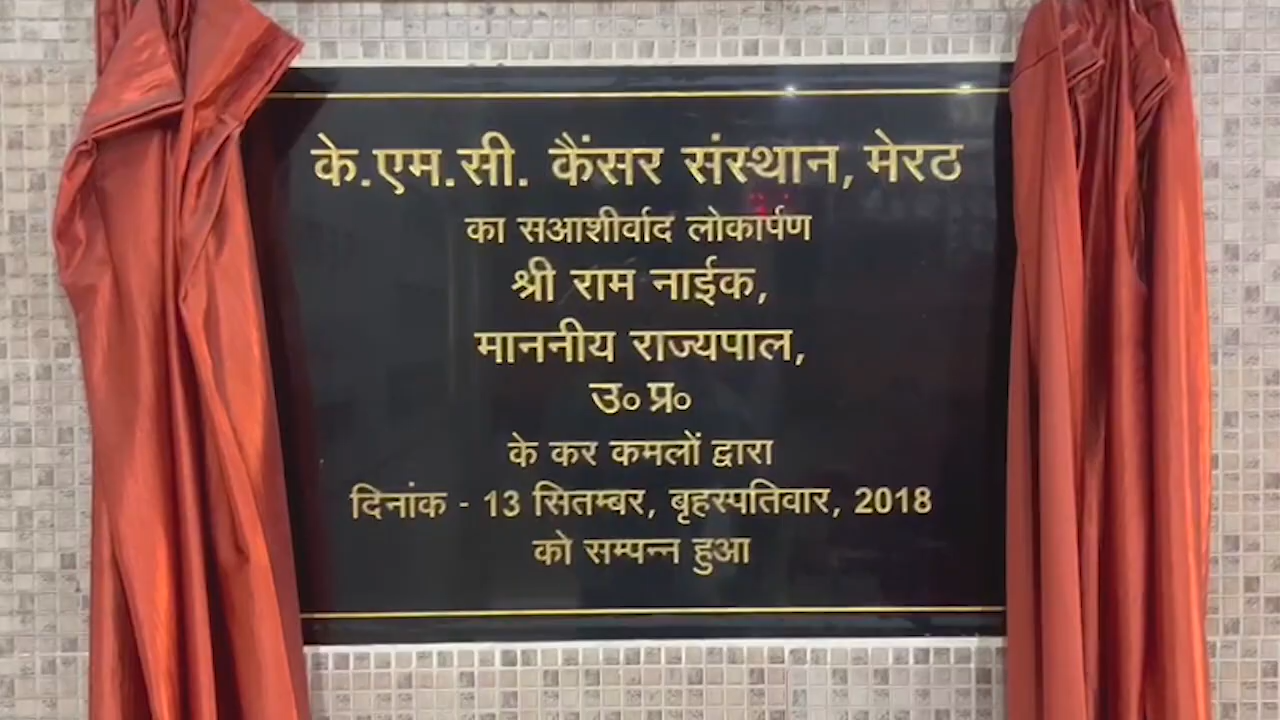 के.एम.सी. कैंसर संस्थान, मेरठ
का सआशीर्वाद लोकार्पण
श्री राम नाईक,
माननीय राज्यपाल,
उ० प्र०
के कर कमलों द्वारा
दिनांक - 13 सितम्बर, बृहस्पतिवार, 2018
को सम्पन्न हुआ